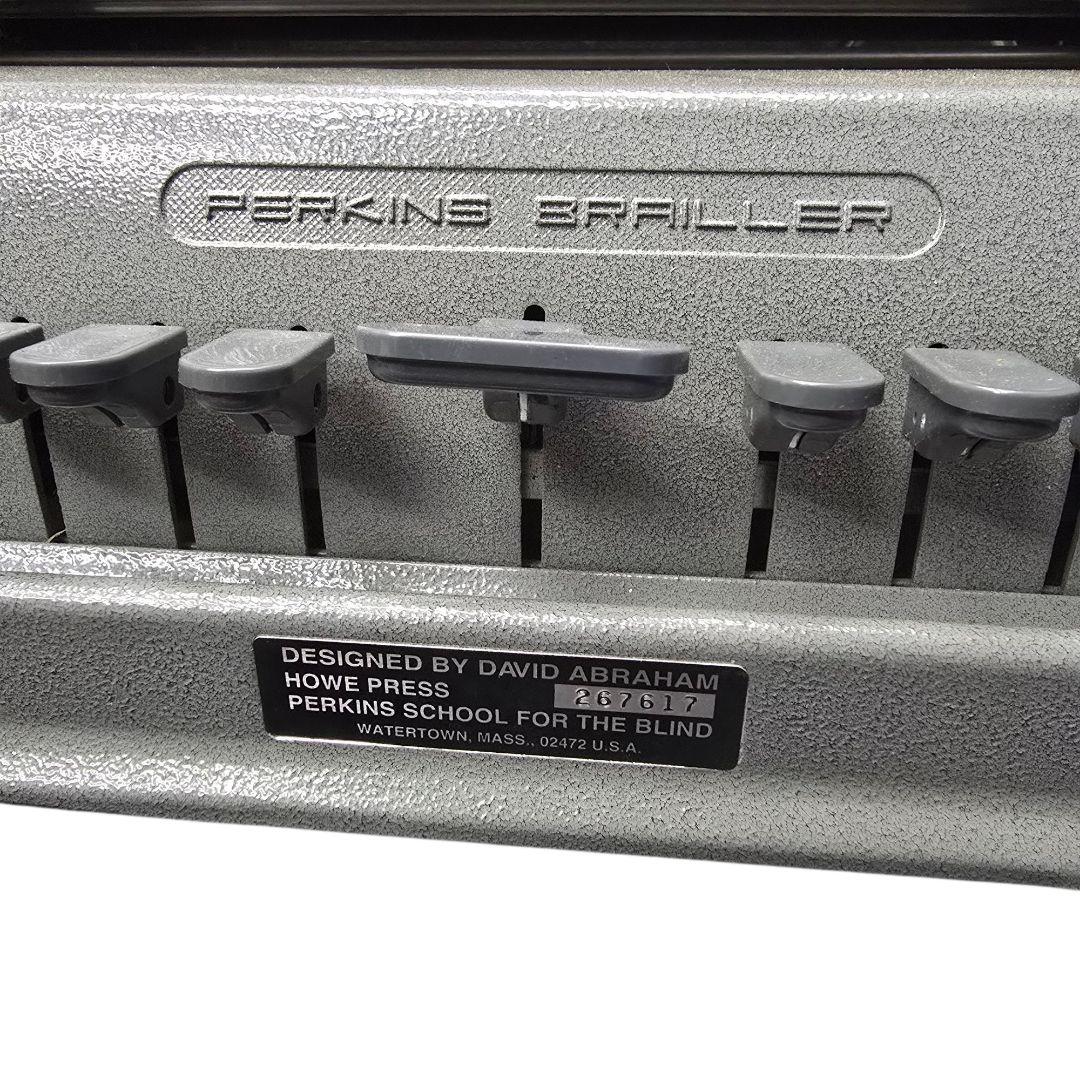 PERKINS BRAILLER
DESIGNED BY DAVID ABRAHAM
HOWE PRESS 267617
PERKINS SCHOOL FOR THE BLIND
WATERTOWN, MASS., 02472 U.S.A.